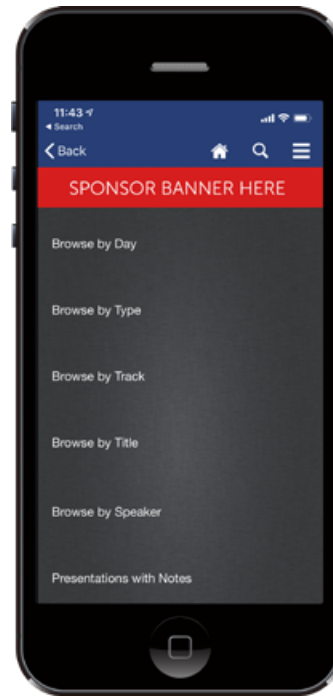 11:43
Search
Back
SPONSOR BANNER HERE
Browse by Day
Browse by Type
Browse by Track
Browse by Title
Browse by Speaker
Presentations with Notes